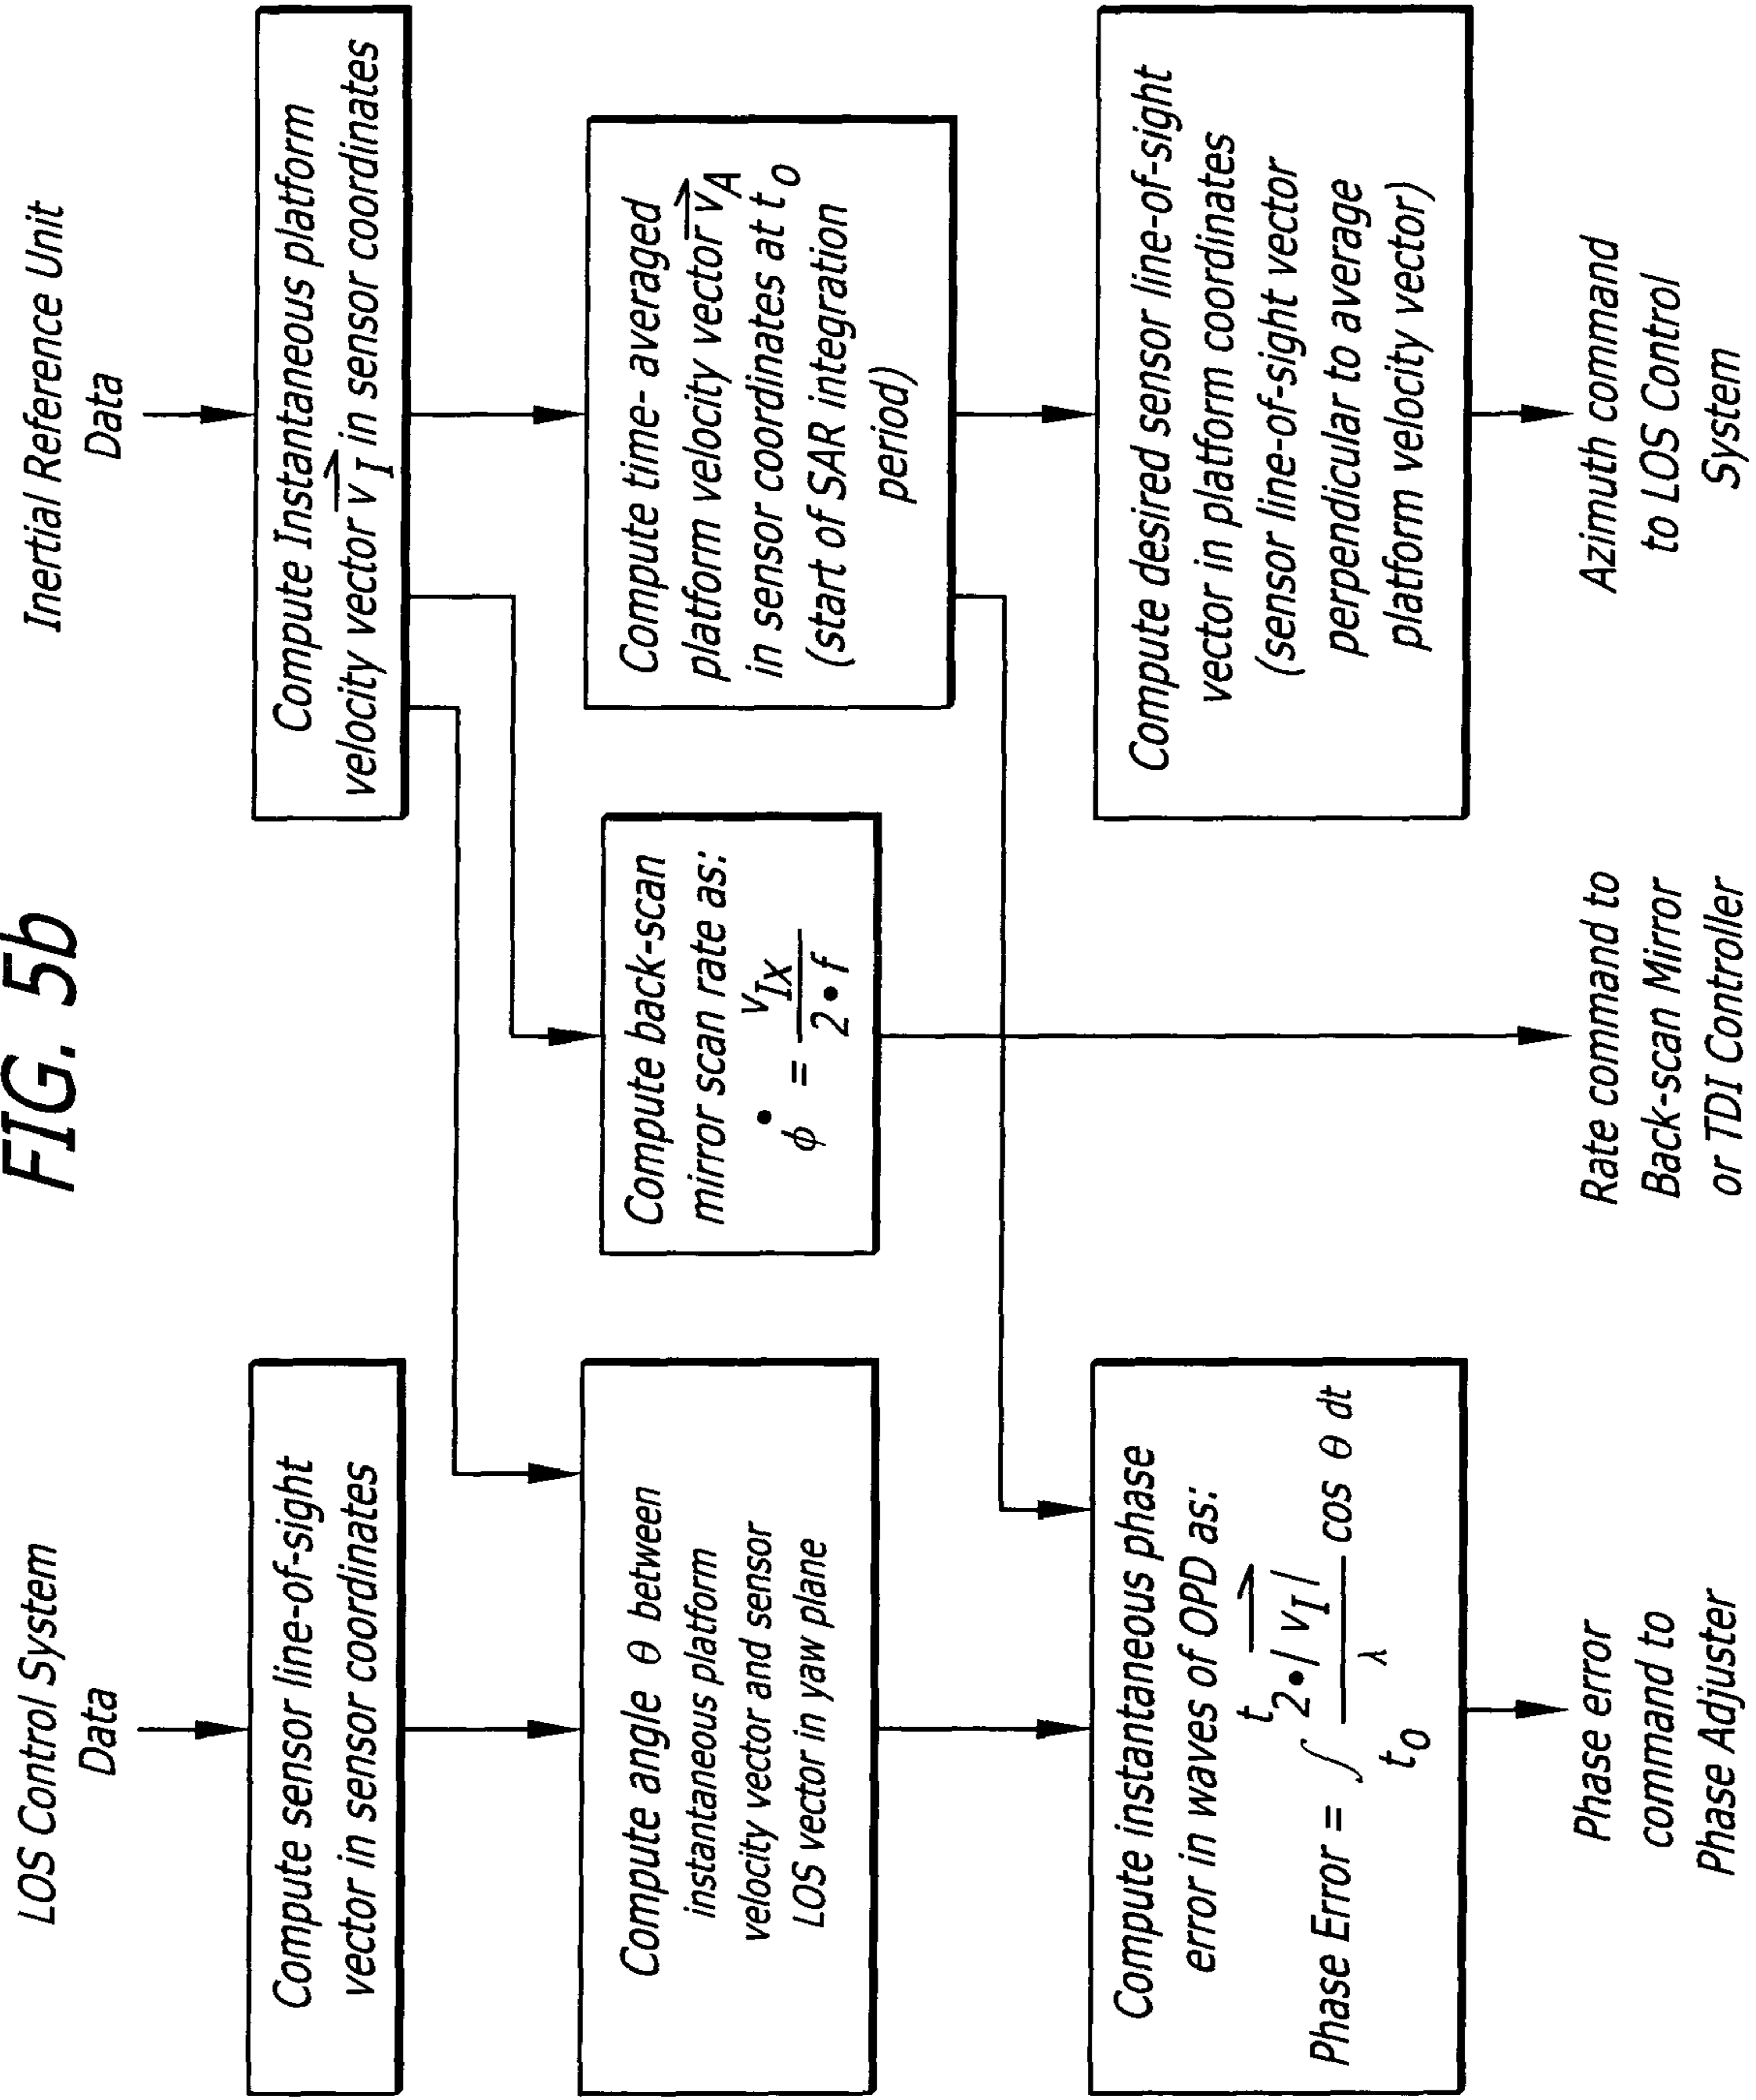 FIG. 5b
LOS Control System
Data
Compute sensor line-of-sight
vector in sensor coordinates
Compute angle θ between
instantaneous platform
velocity vector and sensor
LOS vector in yaw plane
Compute instantaneous phase
error in waves of OPD as:
Phase Error = ∫ t t0 2•|v⃗I| / λ cos θ dt
Phase error
command to
Phase Adjuster
Inertial Reference Unit
Data
Compute Instantaneous platform
velocity vector v⃗I in sensor coordinates
Compute back-scan
mirror scan rate as:
ϕ̇ = vIX / 2•f
Rate command to
Back-scan Mirror
or TDI Controller
Compute time- averaged
platform velocity vector v⃗A
in sensor coordinates at t0
(start of SAR integration
period)
Compute desired sensor line-of-sight
vector in platform coordinates
(sensor line-of-sight vector
perpendicular to average
platform velocity vector)
Azimuth command
to LOS Control
System